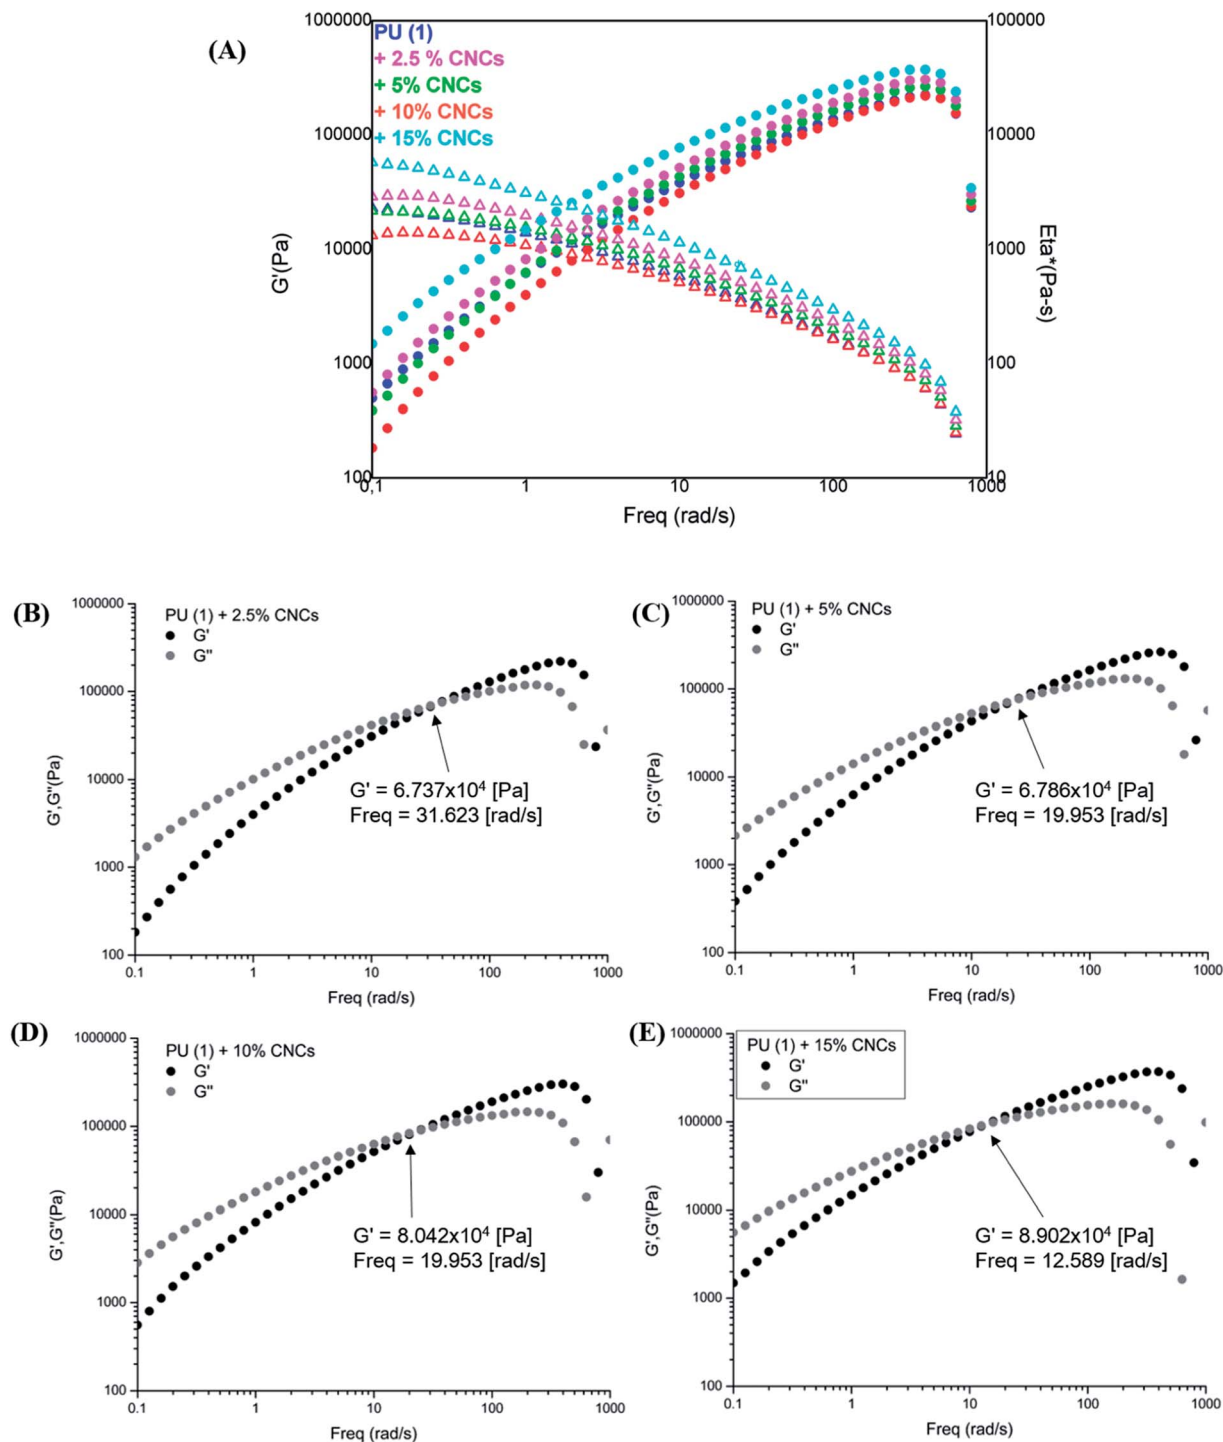 (A)
1000000
100000
10000
1000
100
G'(Pa)
PU (1)
+ 2.5 % CNCs
+ 5% CNCs
+ 10% CNCs
+ 15% CNCs
100000
10000
1000
100
10
Eta*(Pa-s)
0,1
1
10
100
1000
Freq (rad/s)
(B)
1000000
100000
10000
1000
100
G',G"(Pa)
PU (1) + 2.5% CNCs
G'
G"
G' = 6.737x10⁴ [Pa]
Freq = 31.623 [rad/s]
0.1
1
10
100
1000
Freq (rad/s)
(C)
1000000
100000
10000
1000
100
G',G"(Pa)
PU (1) + 5% CNCs
G'
G"
G' = 6.786x10⁴ [Pa]
Freq = 19.953 [rad/s]
0.1
1
10
100
1000
Freq (rad/s)
(D)
1000000
100000
10000
1000
100
G',G"(Pa)
PU (1) + 10% CNCs
G'
G"
G' = 8.042x10⁴ [Pa]
Freq = 19.953 [rad/s]
0.1
1
10
100
1000
Freq (rad/s)
(E)
1000000
100000
10000
1000
100
G',G"(Pa)
PU (1) + 15% CNCs
G'
G"
G' = 8.902x10⁴ [Pa]
Freq = 12.589 [rad/s]
0.1
1
10
100
1000
Freq (rad/s)